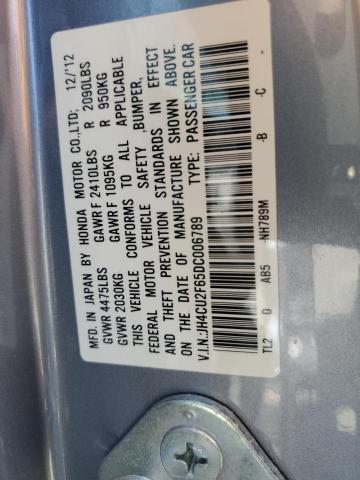 MFD. IN JAPAN BY HONDA MOTOR CO.,LTD; 12/'12
GVWR 4475LBS GAWR F 2410LBS R 2090LBS
GVWR 2030KG GAWR F 1095KG R 950KG
THIS VEHICLE CONFORMS TO ALL APPLICABLE
FEDERAL MOTOR VEHICLE SAFETY ,BUMPER,
AND THEFT PREVENTION STANDARDS IN EFFECT
ON THE DATE OF MANUFACTURE SHOWN ABOVE.
V.I.N.:JH4CU2F65DC006789 TYPE: PASSENGER CAR
TL2 D AB5 -NH789M -B -C -